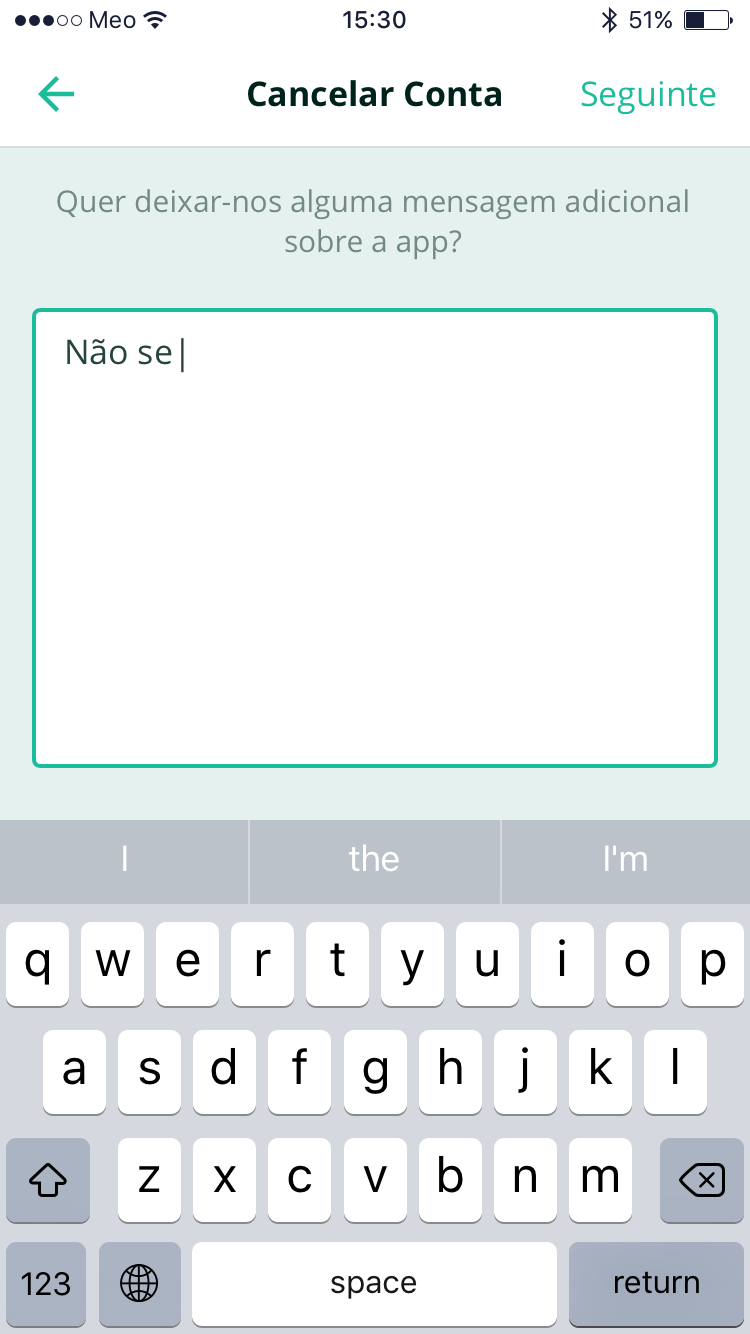 Meo 15:30 51%
Cancelar Conta Seguinte
Quer deixar-nos alguma mensagem adicional
sobre a app?
Não se
I the I'm
q w e r t y u i o p
a s d f g h j k l
z x c v b n m
123 space return